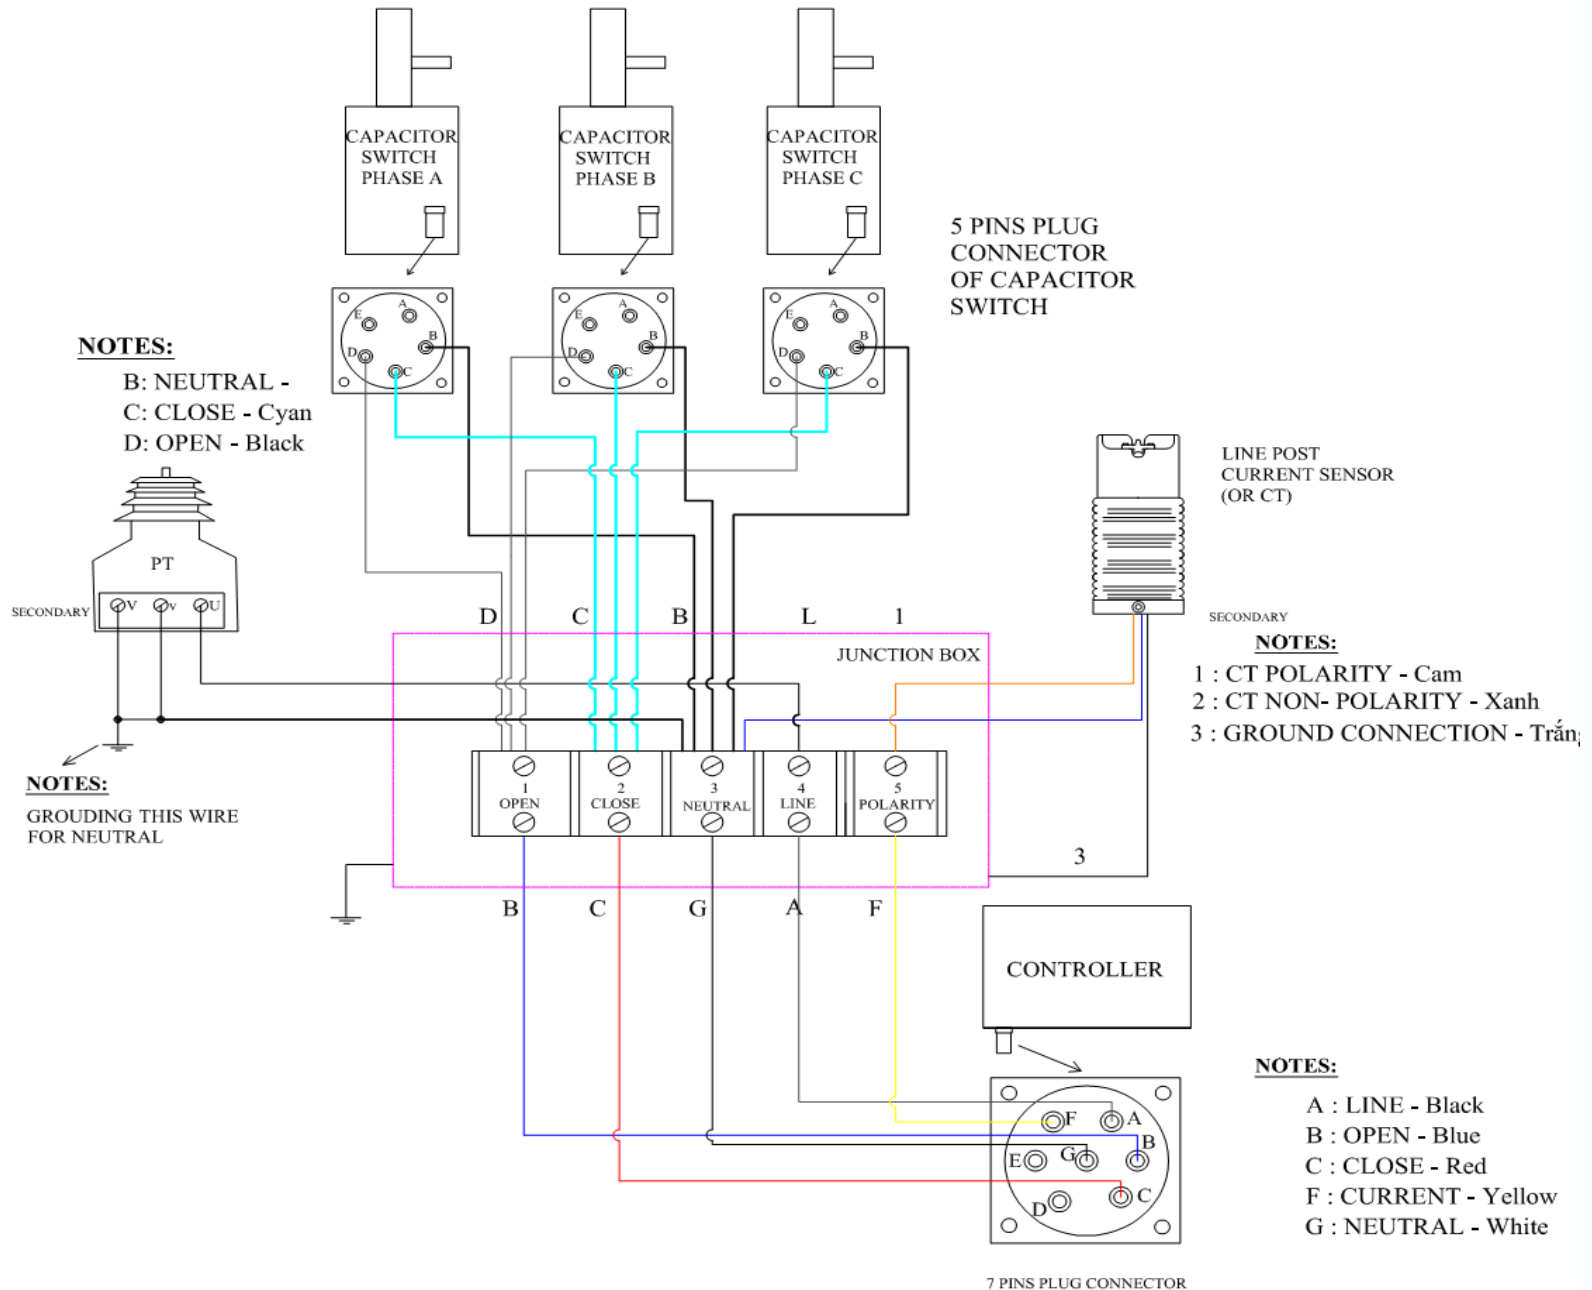 CAPACITOR
SWITCH
PHASE A
CAPACITOR
SWITCH
PHASE B
CAPACITOR
SWITCH
PHASE C
5 PINS PLUG
CONNECTOR
OF CAPACITOR
SWITCH
E A B D C
E A B D C
E A B D C
NOTES:
B: NEUTRAL -
C: CLOSE - Cyan
D: OPEN - Black
PT
SECONDARY
V v U
LINE POST
CURRENT SENSOR
(OR CT)
SECONDARY
NOTES:
1 : CT POLARITY - Cam
2 : CT NON- POLARITY - Xanh
3 : GROUND CONNECTION - Trắn
D C B L 1
JUNCTION BOX
NOTES:
GROUDING THIS WIRE
FOR NEUTRAL
1
OPEN
2
CLOSE
3
NEUTRAL
4
LINE
5
POLARITY
3
B C G A F
CONTROLLER
F A
E G B
D C
7 PINS PLUG CONNECTOR
NOTES:
A : LINE - Black
B : OPEN - Blue
C : CLOSE - Red
F : CURRENT - Yellow
G : NEUTRAL - White